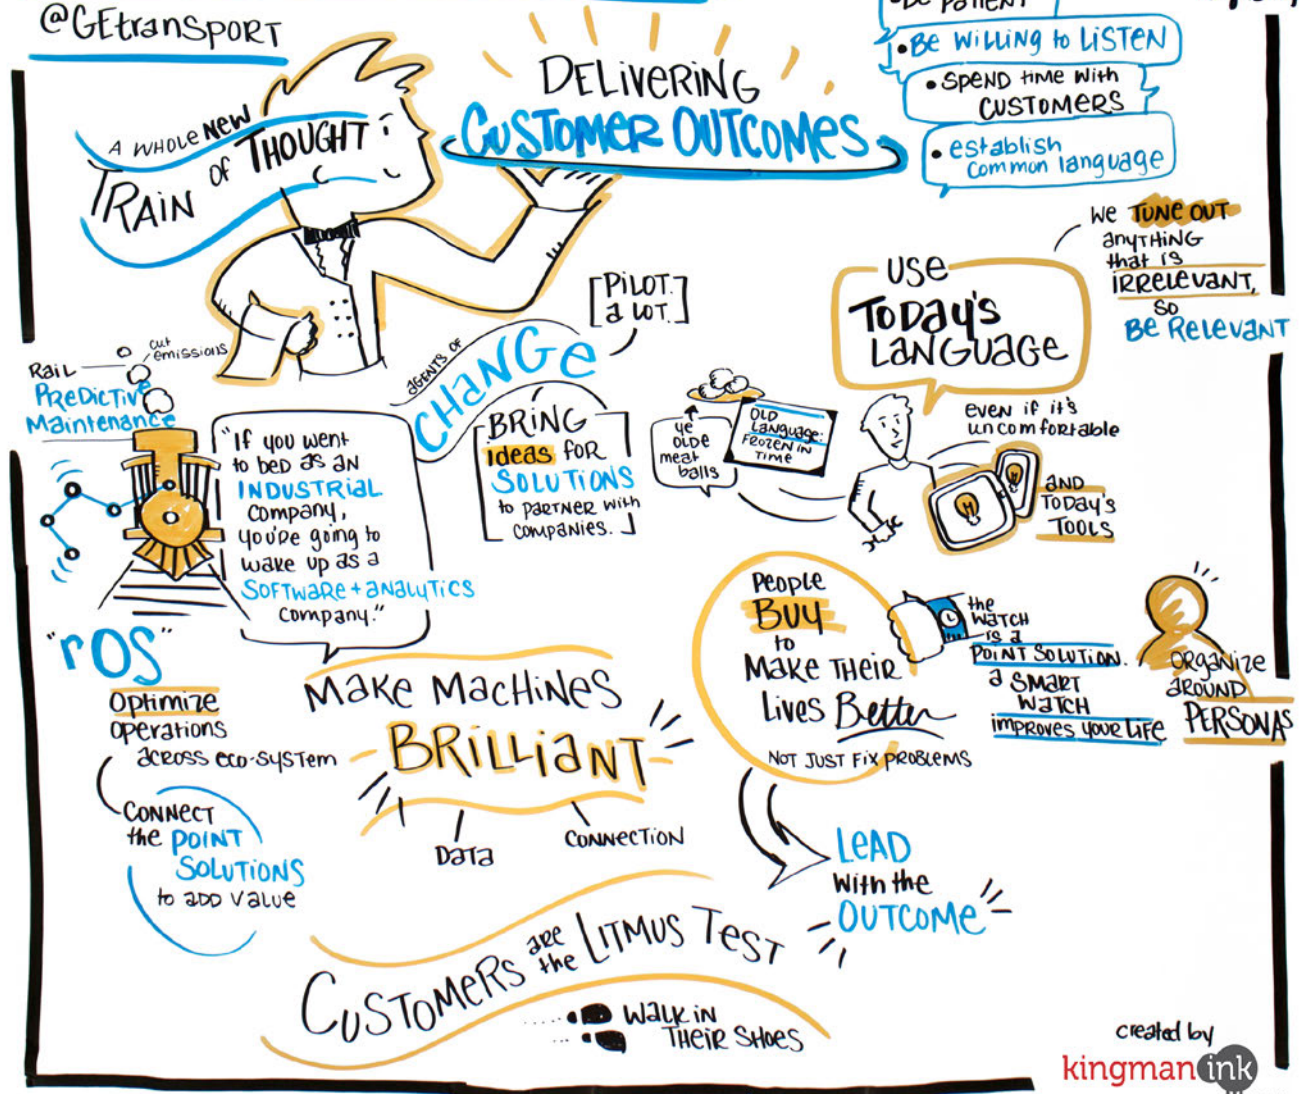 @GETRANSPORT
BE PATIENT
• BE WILLING to LISTEN
• SPEND time With
CUSTOMERS
• establish
common language
DELIVERING
CUSTOMER OUTCOMES
A WHOLE NEW
TRAIN OF THOUGHT
We TUNE OUT
anyTHING
that is
IRRELEVANT,
SO
BE RELEVANT
USE
TODAY'S
LANGUAGE
[PILOT
a LOT.]
AGENTS OF
CHANGE
cut
emissions
RaiL
PREDICTIVE
Maintenance
"If you went
to bed as an
INDUSTRIAL
company,
you're going to
wake up as a
SOFTWARE + ANALYTICS
company."
BRING
ideas FOR
SOLUTIONS
to PARTNER with
COMPANIES.
ye
OLDE
meat
balls
OLD
LANGUAGE:
FROZEN IN
TIME
even if it's
uncomfortable
AND
TODAY'S
TOOLS
"rOS"
OPTIMIZE
OPERATIONS
across eco-system
CONNECT
the POINT
SOLUTIONS
to ADD VALUE
MAKE MACHINES
BRILLIANT
DATA
CONNECTION
PEOPLE
BUY
to
MAKE THEIR
LIVES Better
NOT JUST FIX PROBLEMS
the
WATCH
is a
POINT SOLUTION.
a SMART
WATCH
improves your LIFE
ORGANIZE
AROUND
PERSONAS
LEAD
with the
OUTCOME
CUSTOMERS are the LITMUS TEST
WALK IN
THEIR SHOES
created by
kingman ink